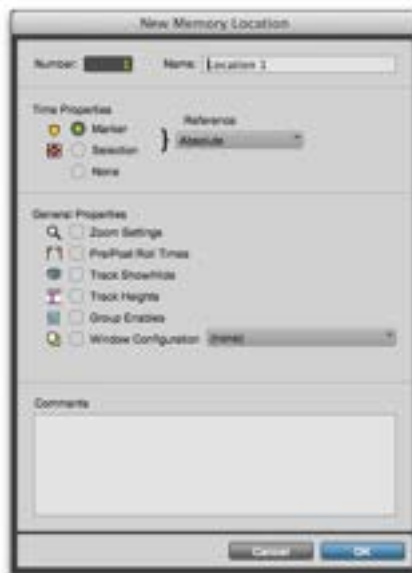 New Memory Location
Number: Name: Location 1
Time Properties
Marker
Selection
None
Reference
Absolute
General Properties
Zoom Settings
Pre/Post Roll Times
Track Show/Hide
Track Heights
Group Enables
Window Configuration (none)
Comments
Cancel OK